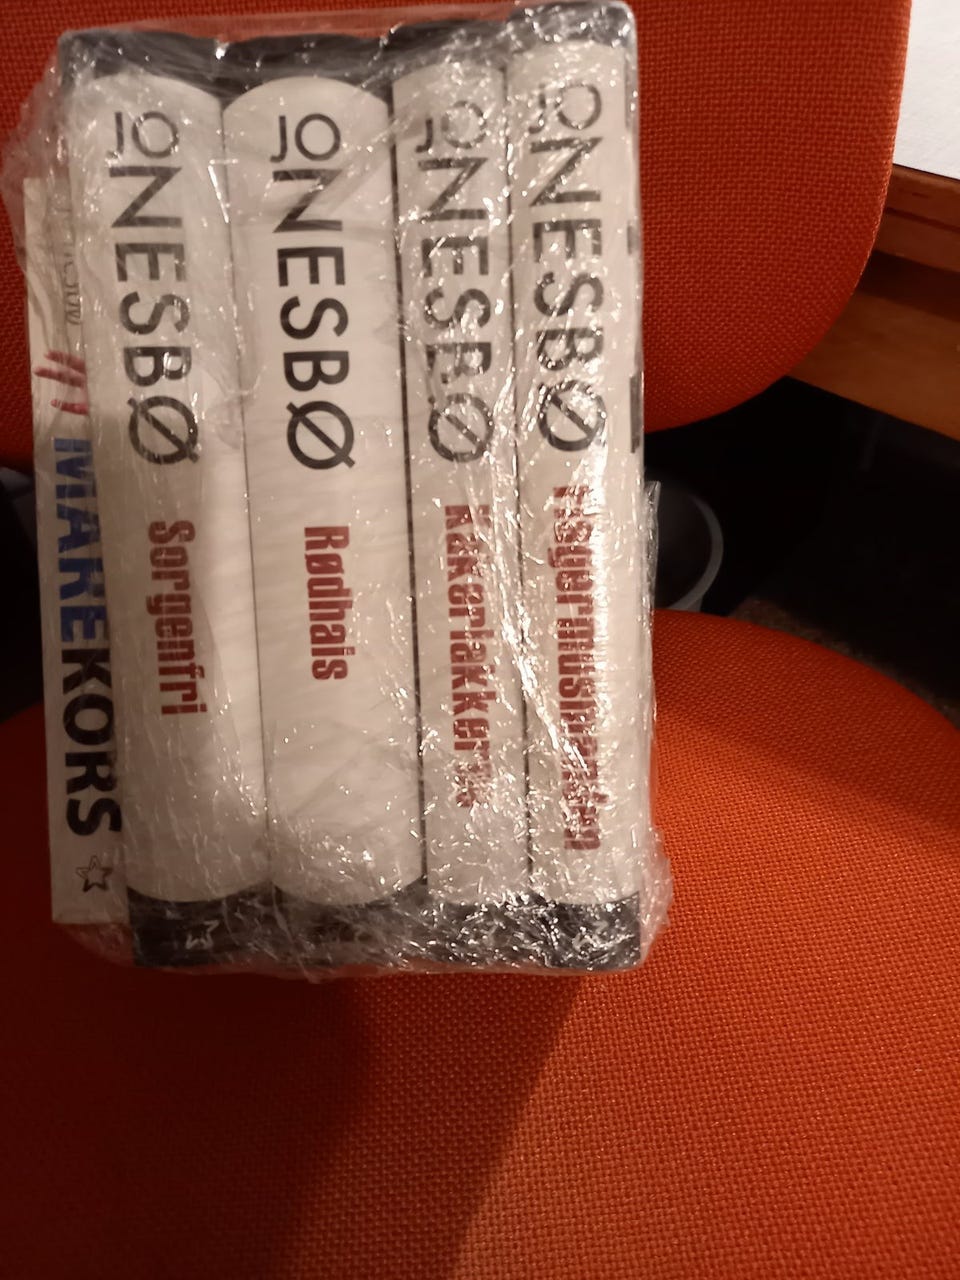 MAREKORS
JO NESBØ
Sorgenfri
JO NESBØ
Rødhals
JO NESBØ
Kakerlakkene
JO NESBØ
Flaggermusmannen